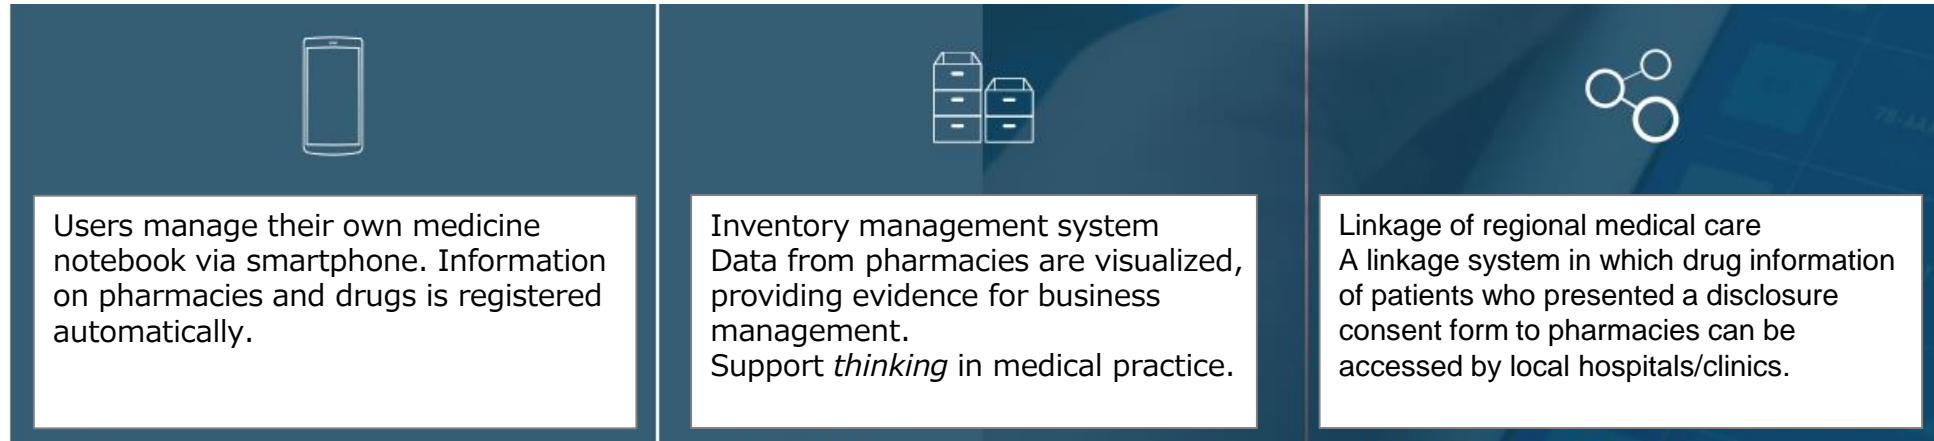 Users manage their own medicine
notebook via smartphone. Information
on pharmacies and drugs is registered
automatically.
Inventory management system
Data from pharmacies are visualized,
providing evidence for business
management.
Support thinking in medical practice.
Linkage of regional medical care
A linkage system in which drug information
of patients who presented a disclosure
consent form to pharmacies can be
accessed by local hospitals/clinics.